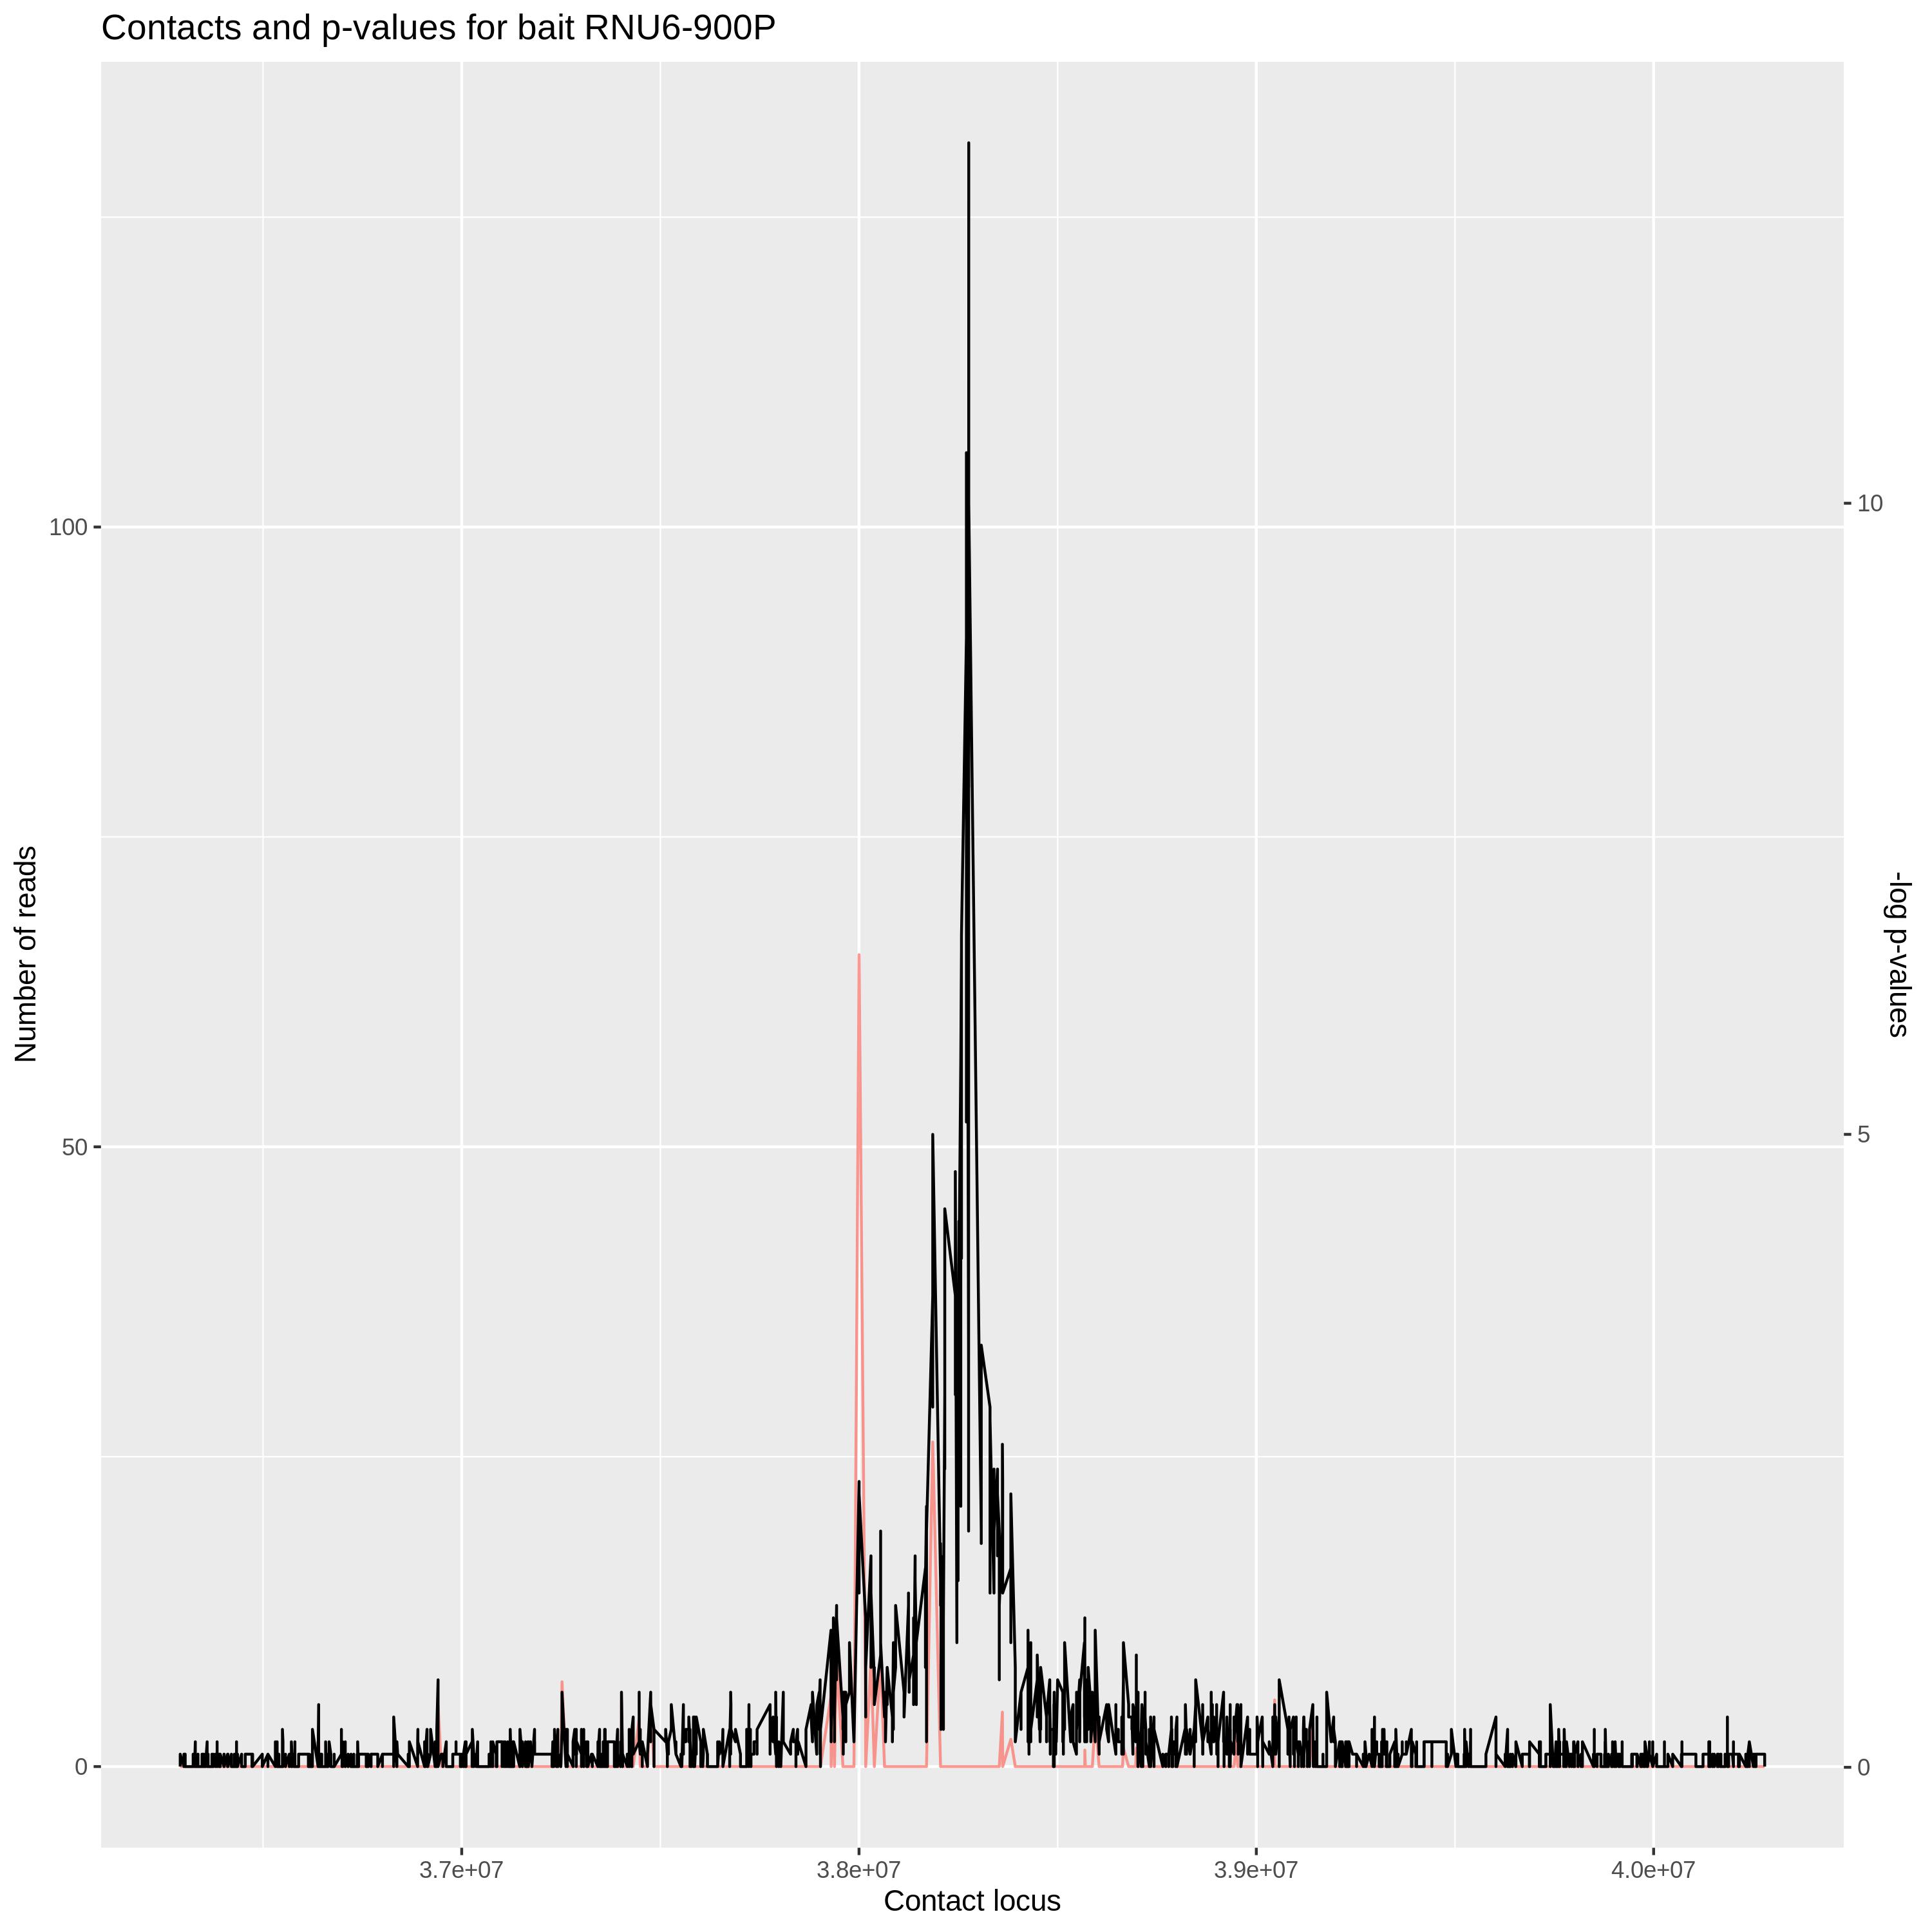 Contacts and p-values for bait RNU6-900P
100
50
0
Number of reads
10
5
0
-log p-values
3.7e+07
3.8e+07
3.9e+07
4.0e+07
Contact locus